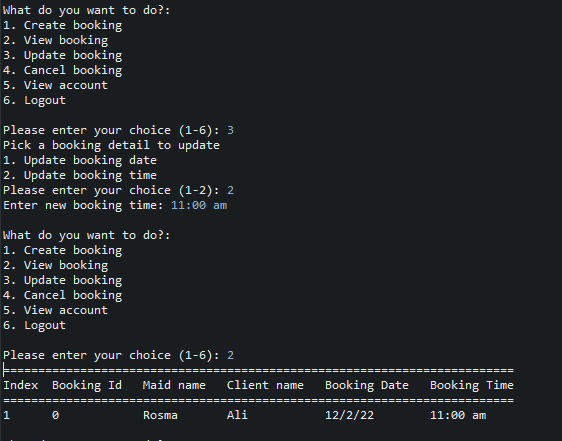 What do you want to do?:
1. Create booking
2. View booking
3. Update booking
4. Cancel booking
5. View account
6. Logout
Please enter your choice (1-6): 3
Pick a booking detail to update
1. Update booking date
2. Update booking time
Please enter your choice (1-2): 2
Enter new booking time: 11:00 am
What do you want to do?:
1. Create booking
2. View booking
3. Update booking
4. Cancel booking
5. View account
6. Logout
Please enter your choice (1-6): 2
=========================================================================
Index  Booking Id   Maid name   Client name   Booking Date   Booking Time
=========================================================================
1      0            Rosma       Ali           12/2/22        11:00 am